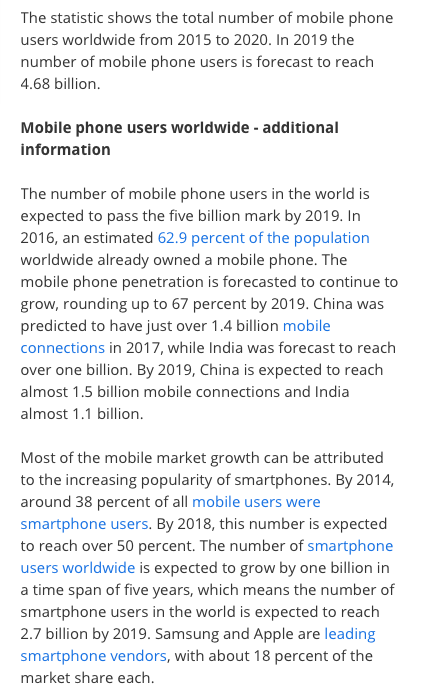 The statistic shows the total number of mobile phone
users worldwide from 2015 to 2020. In 2019 the
number of mobile phone users is forecast to reach
4.68 billion.
Mobile phone users worldwide - additional
information
The number of mobile phone users in the world is
expected to pass the five billion mark by 2019. In
2016, an estimated 62.9 percent of the population
worldwide already owned a mobile phone. The
mobile phone penetration is forecasted to continue to
grow, rounding up to 67 percent by 2019. China was
predicted to have just over 1.4 billion mobile
connections in 2017, while India was forecast to reach
over one billion. By 2019, China is expected to reach
almost 1.5 billion mobile connections and India
almost 1.1 billion.
Most of the mobile market growth can be attributed
to the increasing popularity of smartphones. By 2014,
around 38 percent of all mobile users were
smartphone users. By 2018, this number is expected
to reach over 50 percent. The number of smartphone
users worldwide is expected to grow by one billion in
a time span of five years, which means the number of
smartphone users in the world is expected to reach
2.7 billion by 2019. Samsung and Apple are leading
smartphone vendors, with about 18 percent of the
market share each.